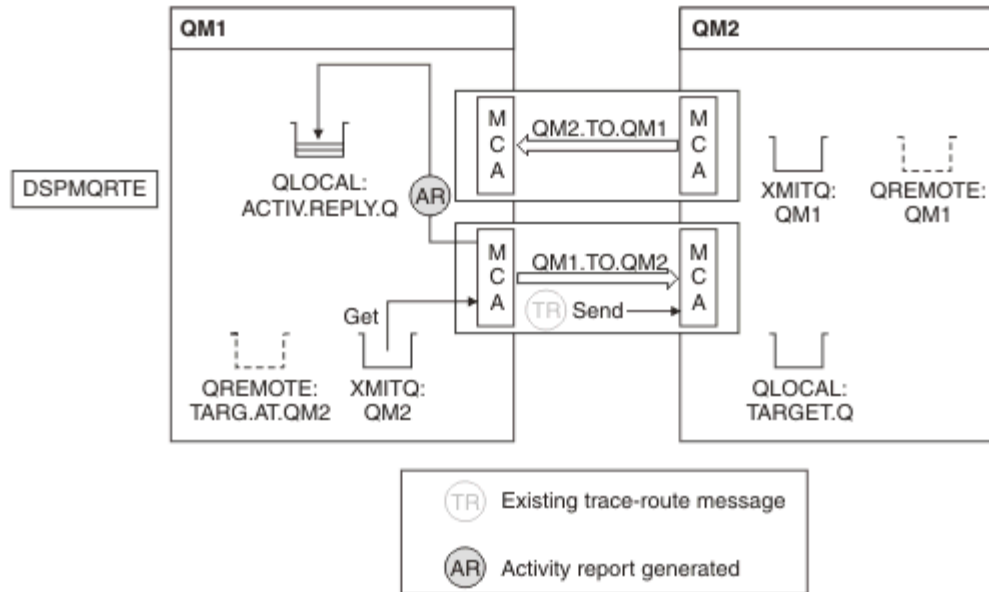 QM1
QM2
DSPMQRTE
QLOCAL:
ACTIV.REPLY.Q
AR
M
C
A
QM2.TO.QM1
M
C
A
XMITQ:
QM1
QREMOTE:
QM1
M
C
A
QM1.TO.QM2
TR
Send
M
C
A
Get
QREMOTE:
TARG.AT.QM2
XMITQ:
QM2
QLOCAL:
TARGET.Q
TR
Existing trace-route message
AR
Activity report generated